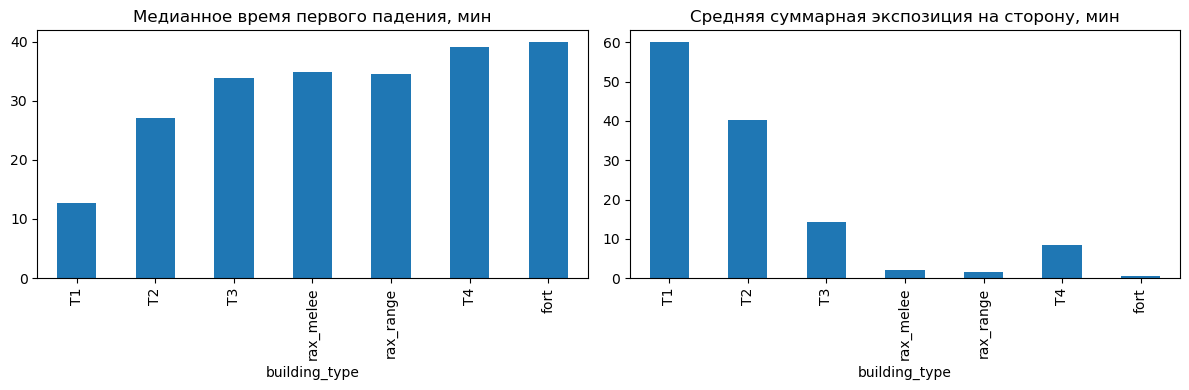 Медианное время первого падения, мин
40
30
20
10
0
T1
T2
T3
rax_melee
rax_range
T4
fort
building_type
Средняя суммарная экспозиция на сторону, мин
60
50
40
30
20
10
0
T1
T2
T3
rax_melee
rax_range
T4
fort
building_type